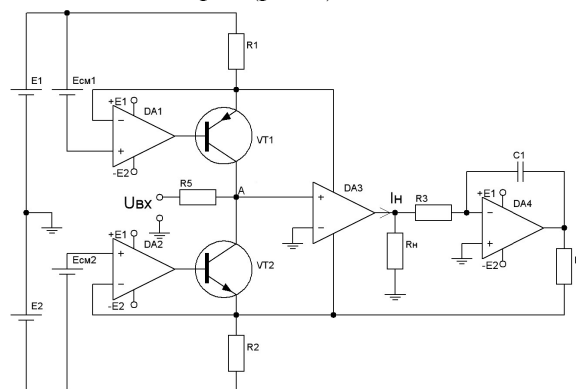 R1
E1
Eсм1
+E1
DA1
-E2
VT1
−
+
R5
A
Uвх
DA3
+
−
Iн
R3
C1
+E1
DA4
−
+
-E2
Rн
+E1
DA2
Eсм2
+
−
-E2
VT2
E2
R2